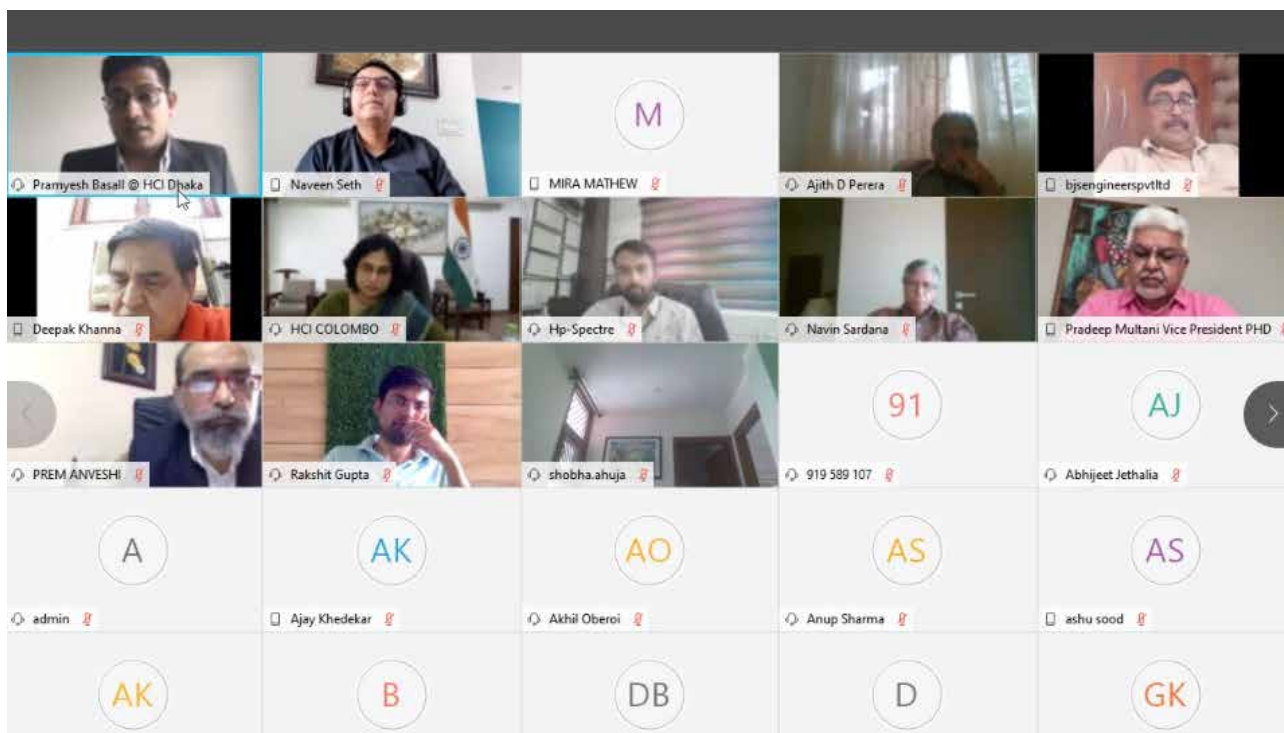 M
Pramyesh Basall @ HCI Dhaka
Naveen Seth
MIRA MATHEW
Ajith D Perera
bjsengineerspvtltd
Deepak Khanna
HCI COLOMBO
Hp-Spectre
Navin Sardana
Pradeep Multani Vice President PHD
91
AJ
PREM ANVESHI
Rakshit Gupta
shobha.ahuja
919 589 107
Abhijeet Jethalia
A
AK
AO
AS
AS
admin
Ajay Khedekar
Akhil Oberoi
Anup Sharma
ashu sood
AK
B
DB
D
GK